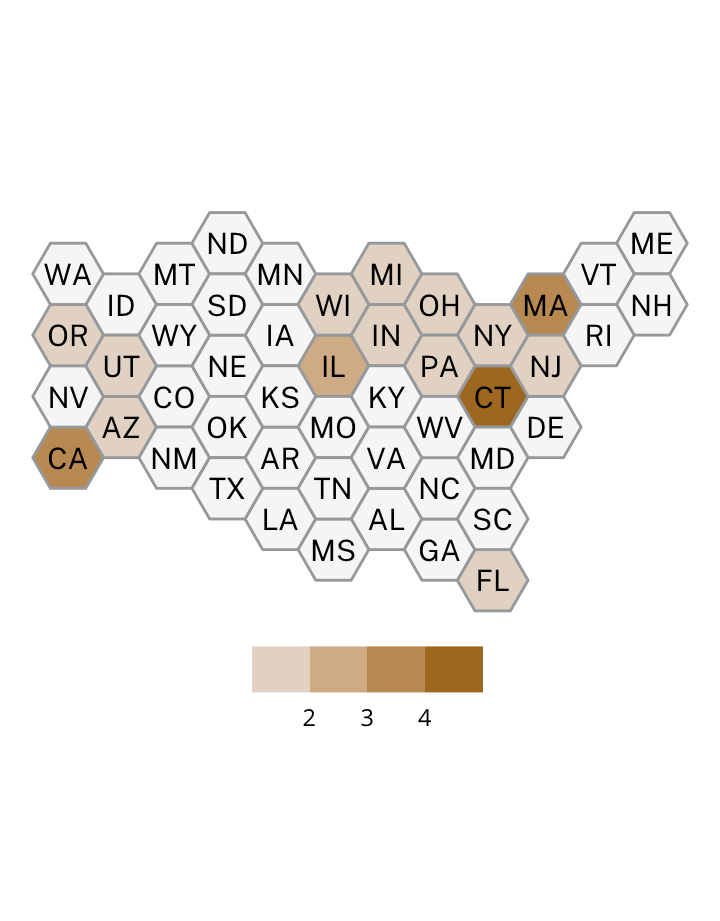 ND ME
WA MT MN MI VT
ID SD WI OH MA NH
OR WY IA IN NY RI
UT NE IL PA NJ
NV CO KS KY CT
AZ OK MO WV DE
CA NM AR VA MD
TX TN NC
LA AL SC
MS GA
FL
2 3 4